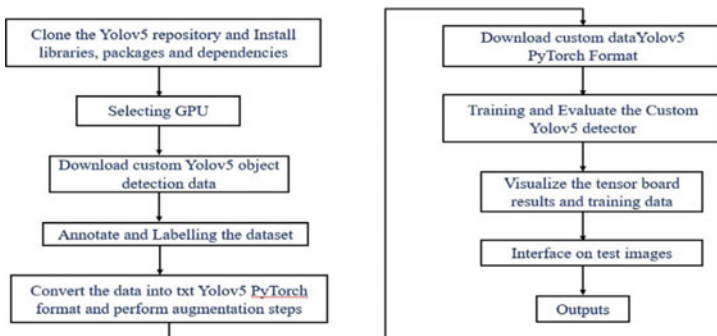 Clone the Yolov5 repository and Install
libraries, packages and dependencies
Selecting GPU
Download custom Yolov5 object
detection data
Annotate and Labelling the dataset
Convert the data into txt Yolov5 PyTorch
format and perform augmentation steps
Download custom dataYolov5
PyTorch Format
Training and Evaluate the Custom
Yolov5 detector
Visualize the tensor board
results and training data
Interface on test images
Outputs